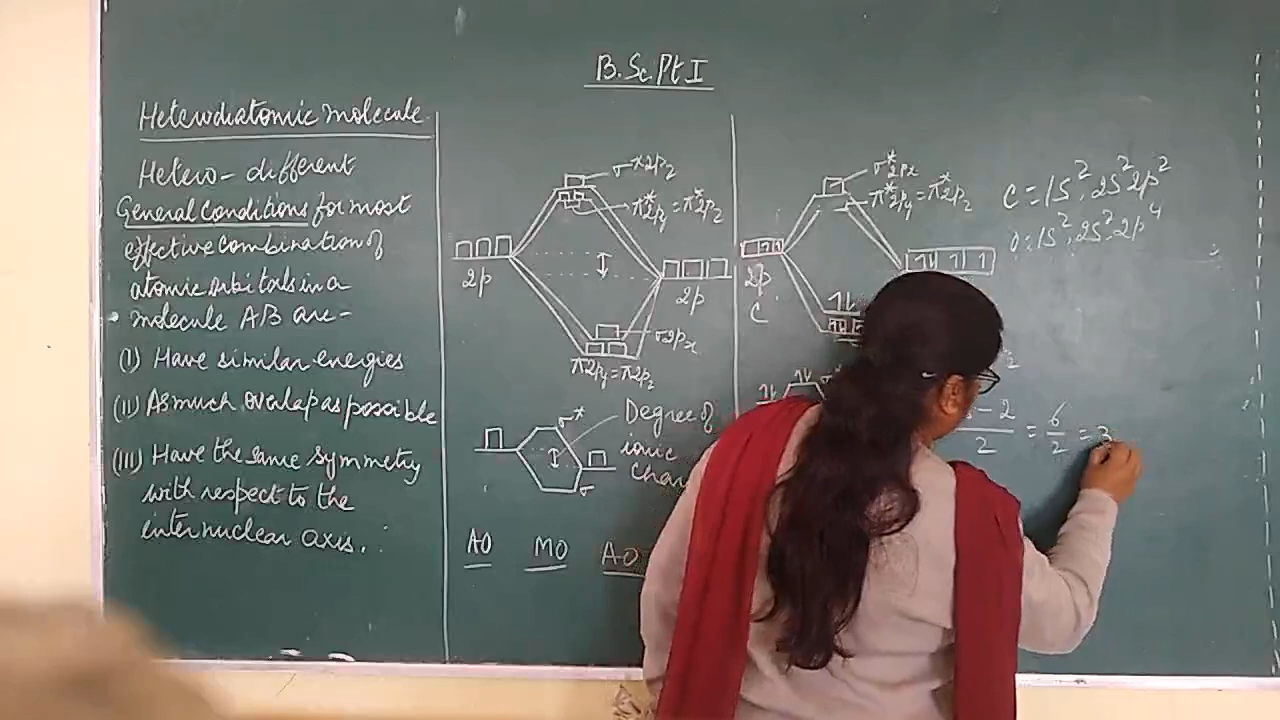 B.Sc.Pt I
Heterodiatomic molecule
Hetero - different
General Conditions for most
effective combination of
atomic orbitals in a
molecule AB are-
(I) Have similar energies
(II) As much overlap as possible
(III) Have the same symmetry
with respect to the
inter nuclear axis.
σ*2pz
π*2py = π*2pz
2p
2p
σ2px
π2py = π2pz
σ*
Degree of
ionic
σ
AO MO AO
σ*2px
π*2py = π*2pz
2p
C
C = 1S², 2S² 2p²
O: 1S², 2S² 2p⁴
- 2
2
= 6
2
= 3